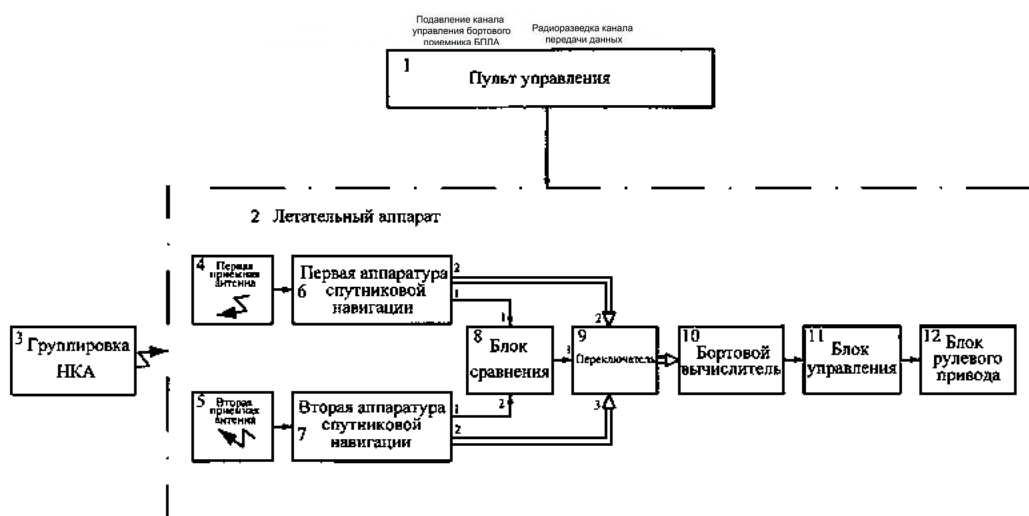 Подавление канала
управления бортового
приемника БПЛА
Радиоразведка канала
передачи данных
1
Пульт управления
2 Летательный аппарат
4 Первая
приёмная
антенна
6
Первая аппаратура
спутниковой
навигации
2
1
3 Группировка
НКА
1
8 Блок
сравнения
2
2
1
9
Переключатель
3
10
Бортовой
вычислитель
11
Блок
управления
12 Блок
рулевого
привода
5 Вторая
приёмная
антенна
7
Вторая аппаратура
спутниковой
навигации
1
2